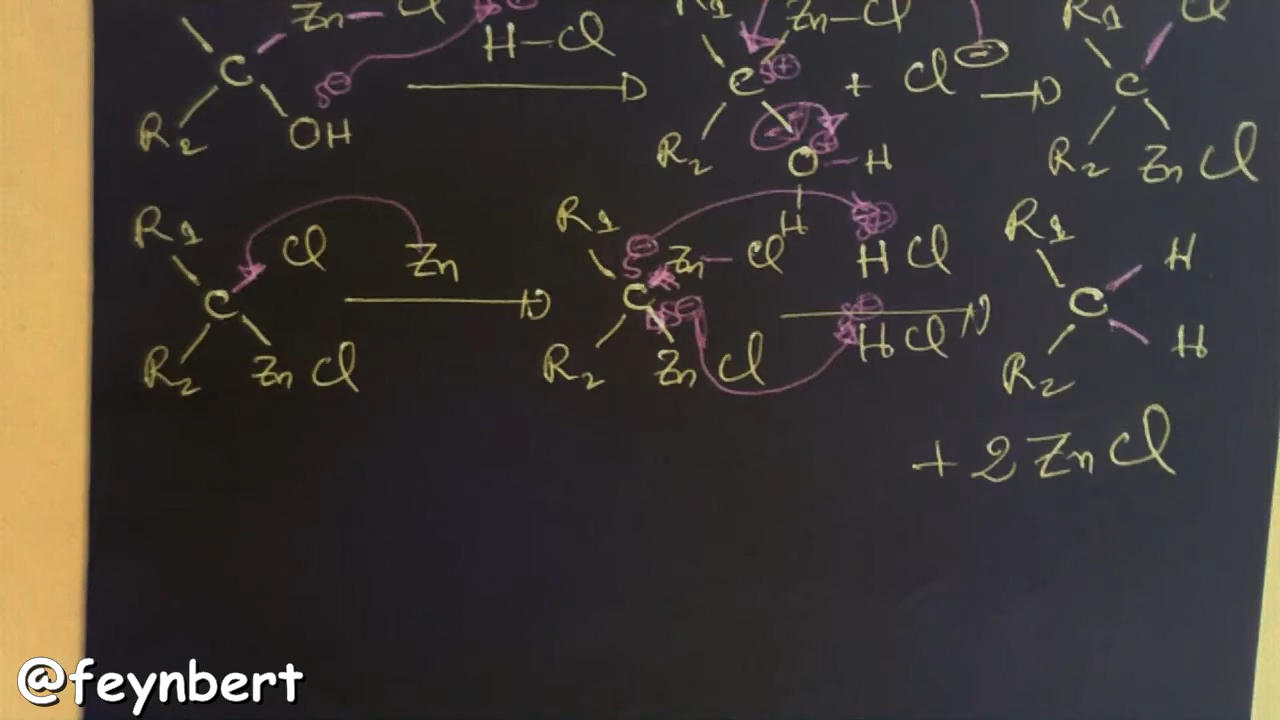 Zn–Cl H–Cl R1 Zn–Cl R1 Cl
C C δ⊕ + Cl⊖ C
R2 OH δ⊖ R2 O–H H R2 ZnCl
R1 Cl Zn R1 δ⊖ Zn–Cl HCl R1 H
C C δ⊖ HCl C
R2 ZnCl R2 ZnCl R2 H
+ 2ZnCl
@feynbert